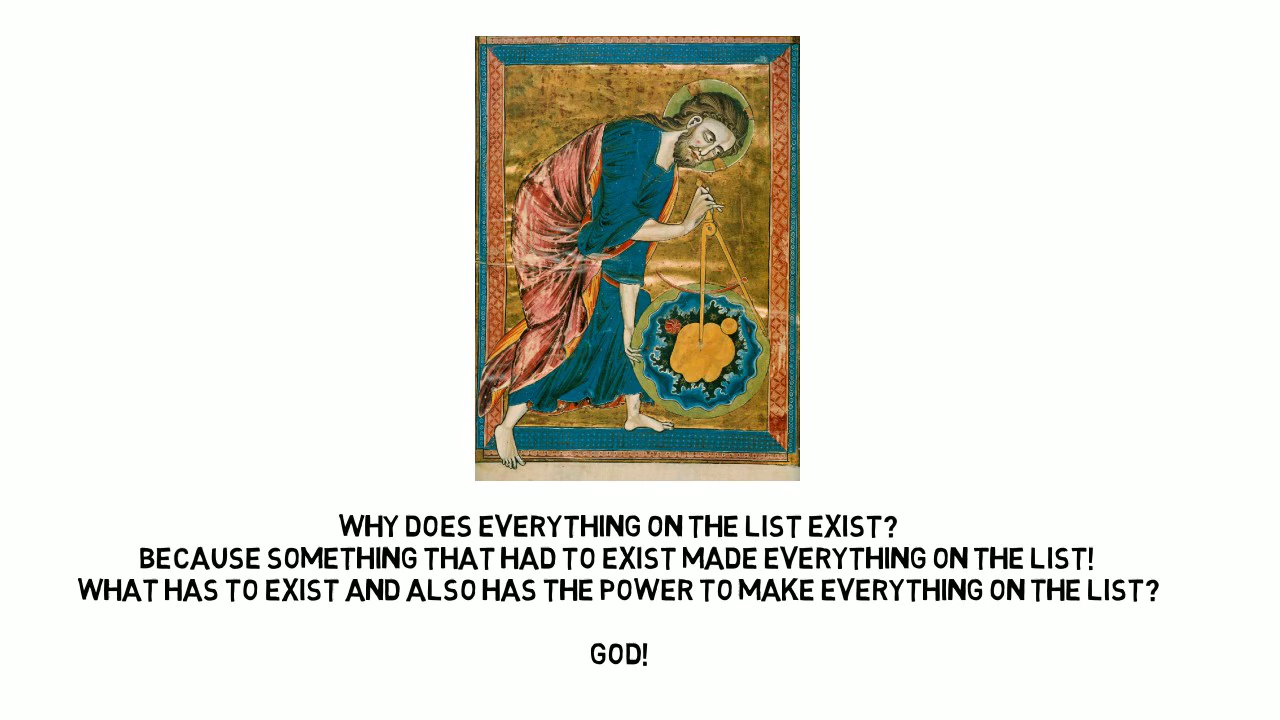 WHY DOES EVERYTHING ON THE LIST EXIST?
BECAUSE SOMETHING THAT HAD TO EXIST MADE EVERYTHING ON THE LIST!
WHAT HAS TO EXIST AND ALSO HAS THE POWER TO MAKE EVERYTHING ON THE LIST?
GOD!